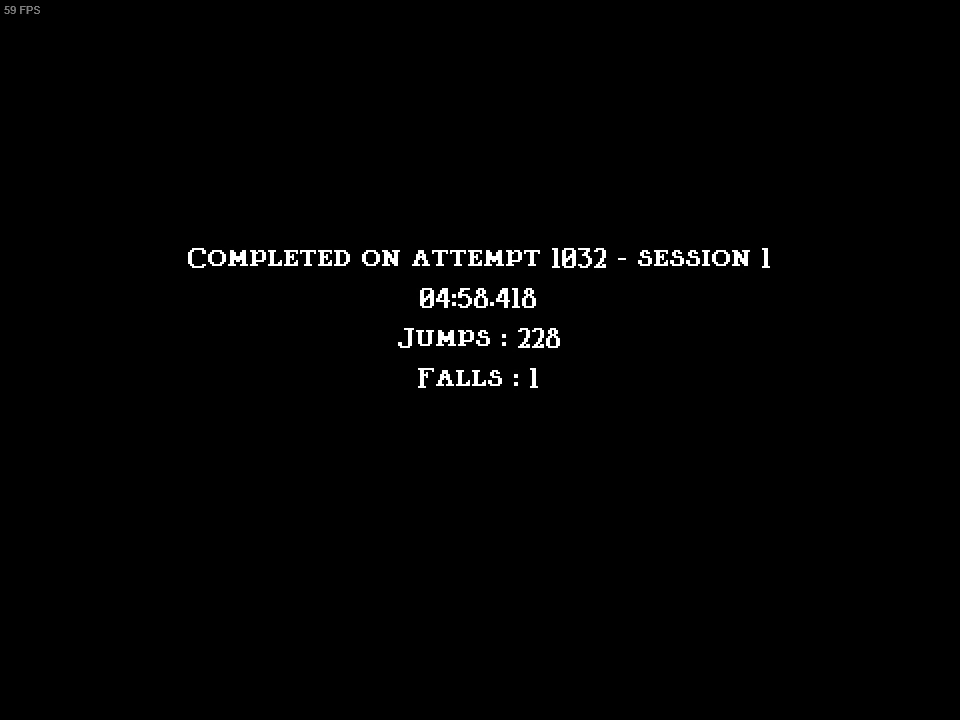 59 FPS
Completed on attempt 1032 - session 1
04:58.418
Jumps : 228
Falls : 1